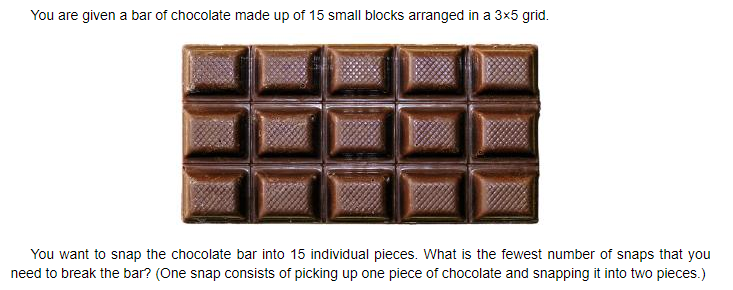 You are given a bar of chocolate made up of 15 small blocks arranged in a 3×5 grid.
You want to snap the chocolate bar into 15 individual pieces. What is the fewest number of snaps that you
need to break the bar? (One snap consists of picking up one piece of chocolate and snapping it into two pieces.)